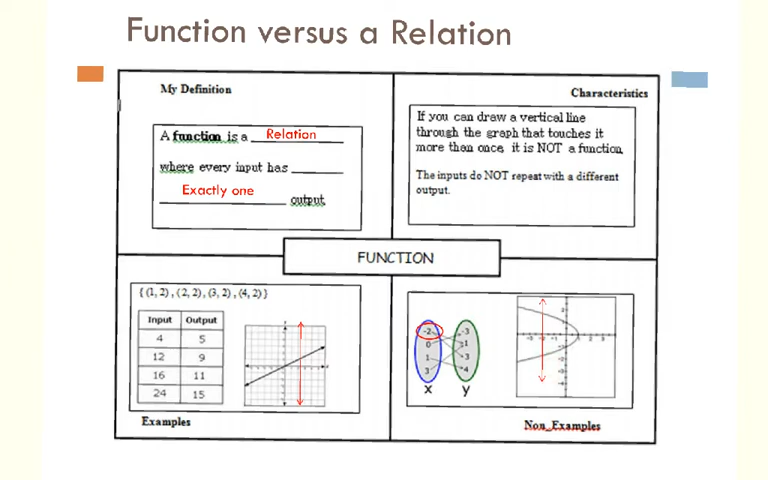 Function versus a Relation
My Definition
A function is a Relation
where every input has
Exactly one output
Characteristics
If you can draw a vertical line
through the graph that touches it
more than once, it is NOT a function.
The inputs do NOT repeat with a different
output.
FUNCTION
{ (1, 2) , (2, 2) , (3, 2) , (4, 2) }
Input Output
4 5
12 9
16 11
24 15
Examples
-2 -3
0 1
1 -3
3 4
x y
Non_Examples